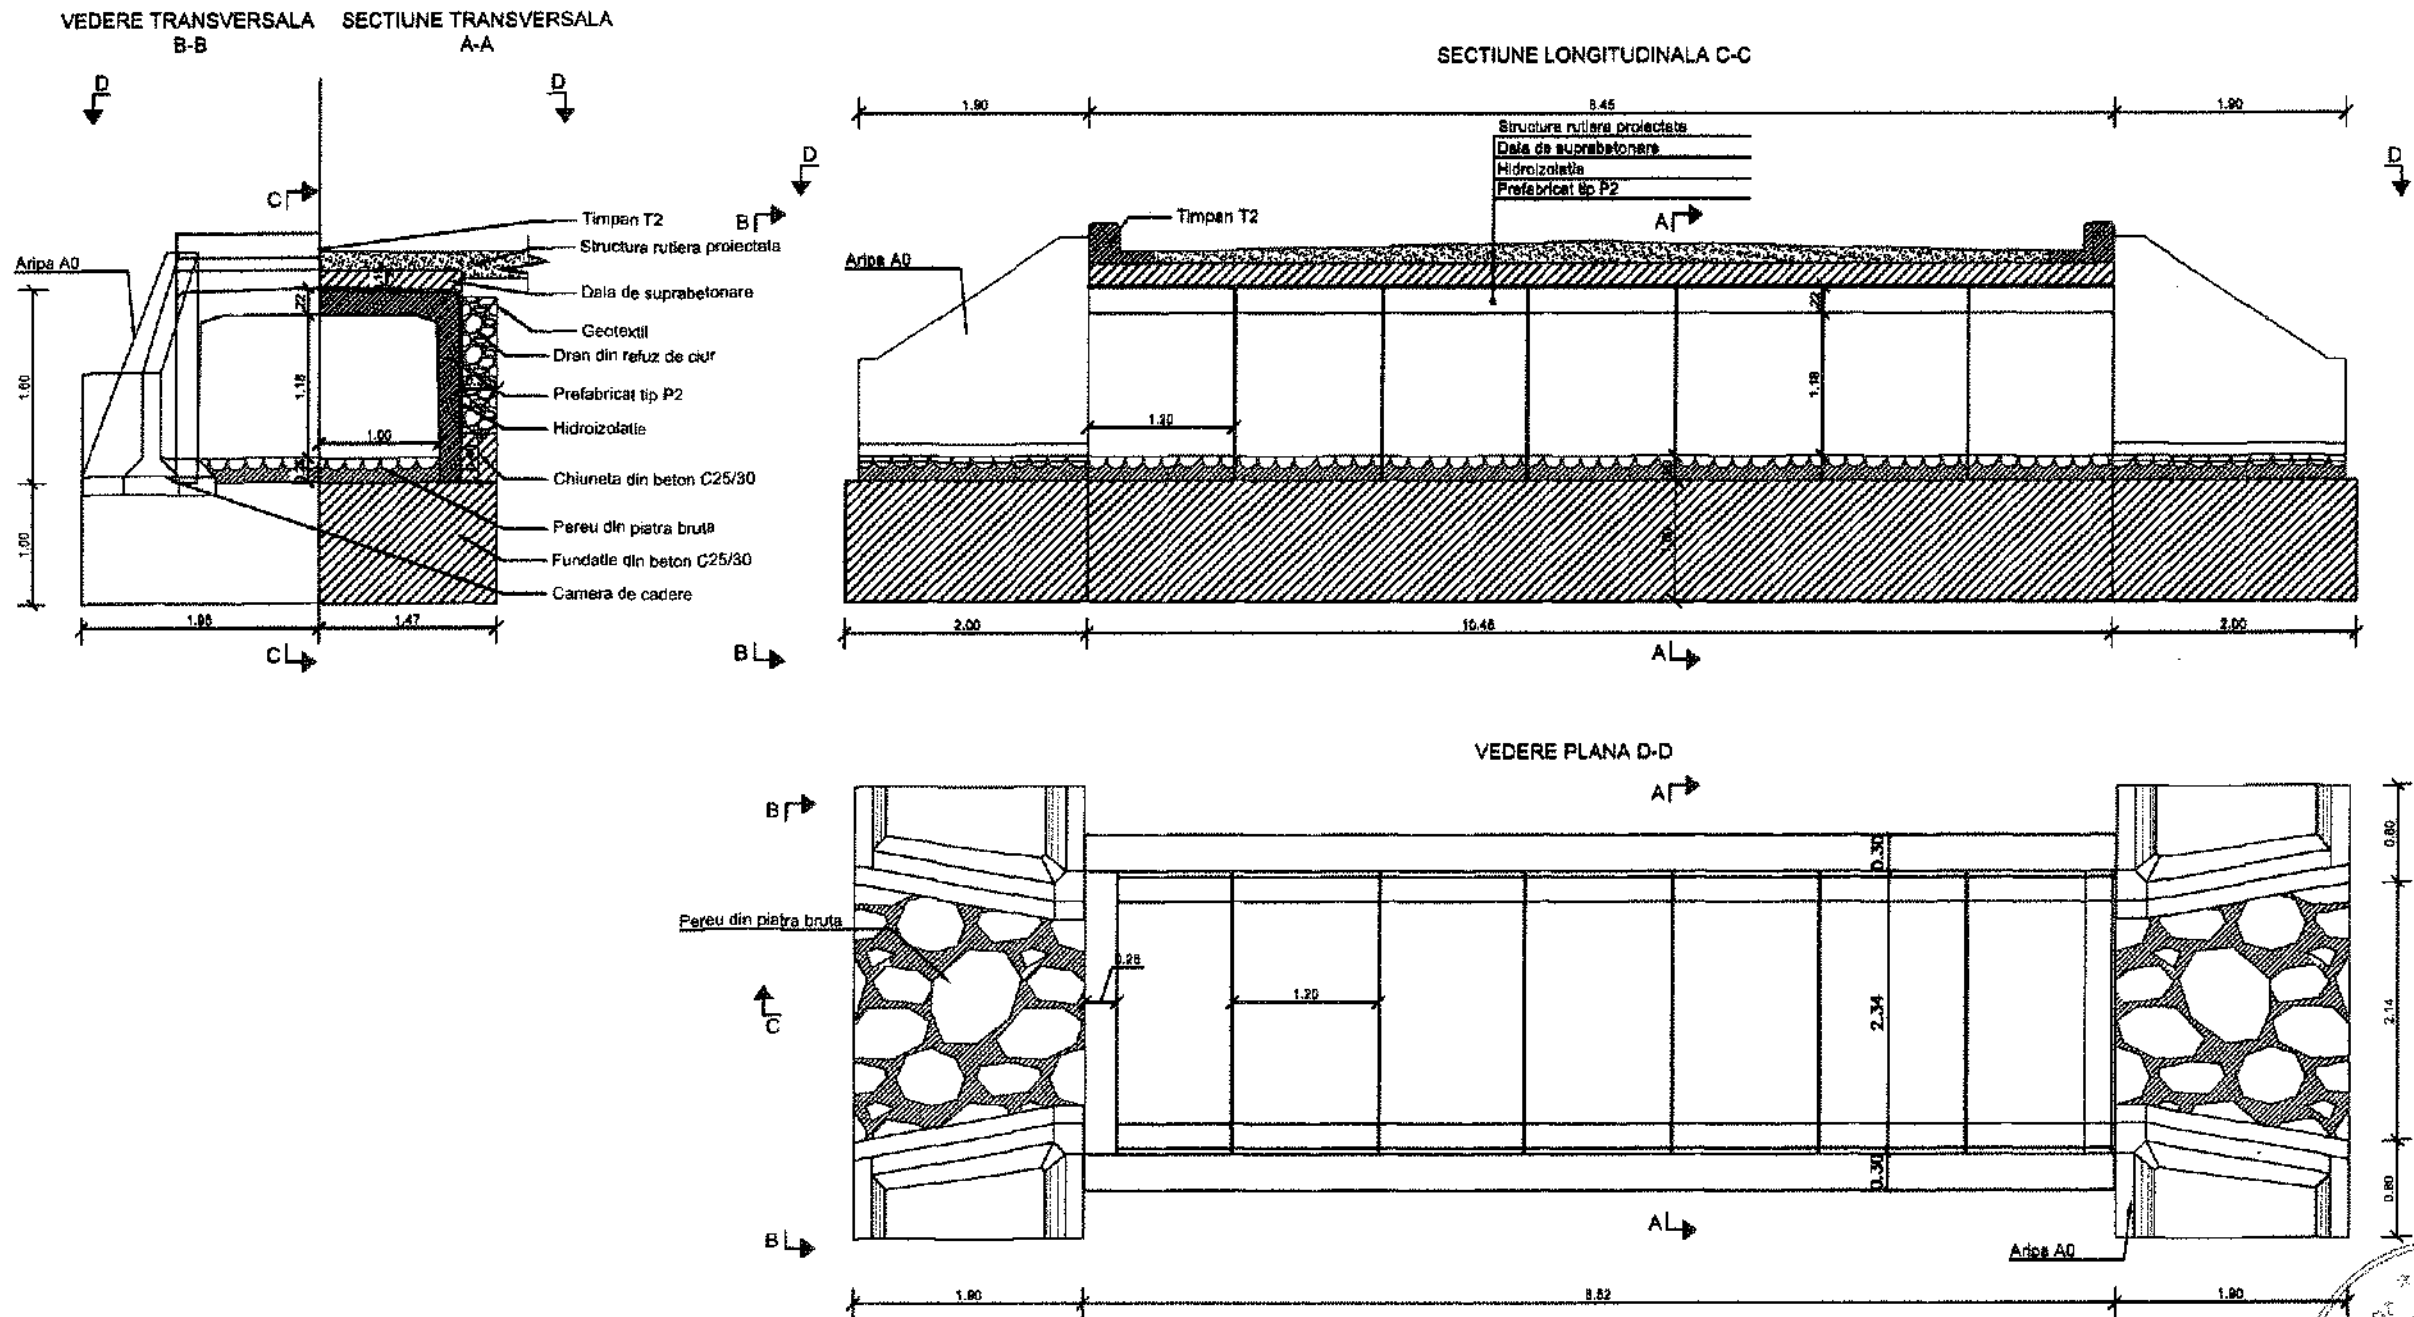 VEDERE TRANSVERSALA
B-B
SECTIUNE TRANSVERSALA
A-A
D
D
C
Timpan T2
Structura rutiera proiectata
Aripa A0
Dala de suprabetonare
Geotextil
Dren din refuz de ciur
Prefabricat tip P2
Hidroizolatie
Chiuneta din beton C25/30
Pereu din piatra bruta
Fundatie din beton C25/30
Camera de cadere
.22
1.60
1.18
1.00
1.00
1.47
C
SECTIUNE LONGITUDINALA C-C
1.90
8.45
1.90
Structura rutiera proiectata
Dala de suprabetonare
Hidroizolatie
Prefabricat tip P2
D
D
B
A
Timpan T2
Aripa A0
.22
1.18
1.20
2.00
10.48
2.00
B
A
VEDERE PLANA D-D
B
A
0.30
0.80
Pereu din piatra bruta
0.28
1.20
2.34
2.14
C
0.30
0.80
B
A
Aripa A0
1.90
8.52
1.90